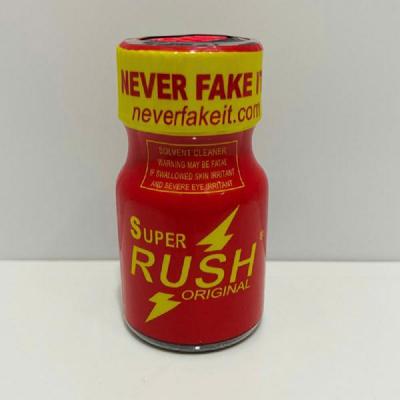 NEVER FAKE IT
neverfakeit.com
SOLVENT CLEANER
WARNING MAY BE FATAL
IF SWALLOWED SKIN IRRITANT
AND SEVERE EYE IRRITANT
SUPER
RUSH®
ORIGINAL